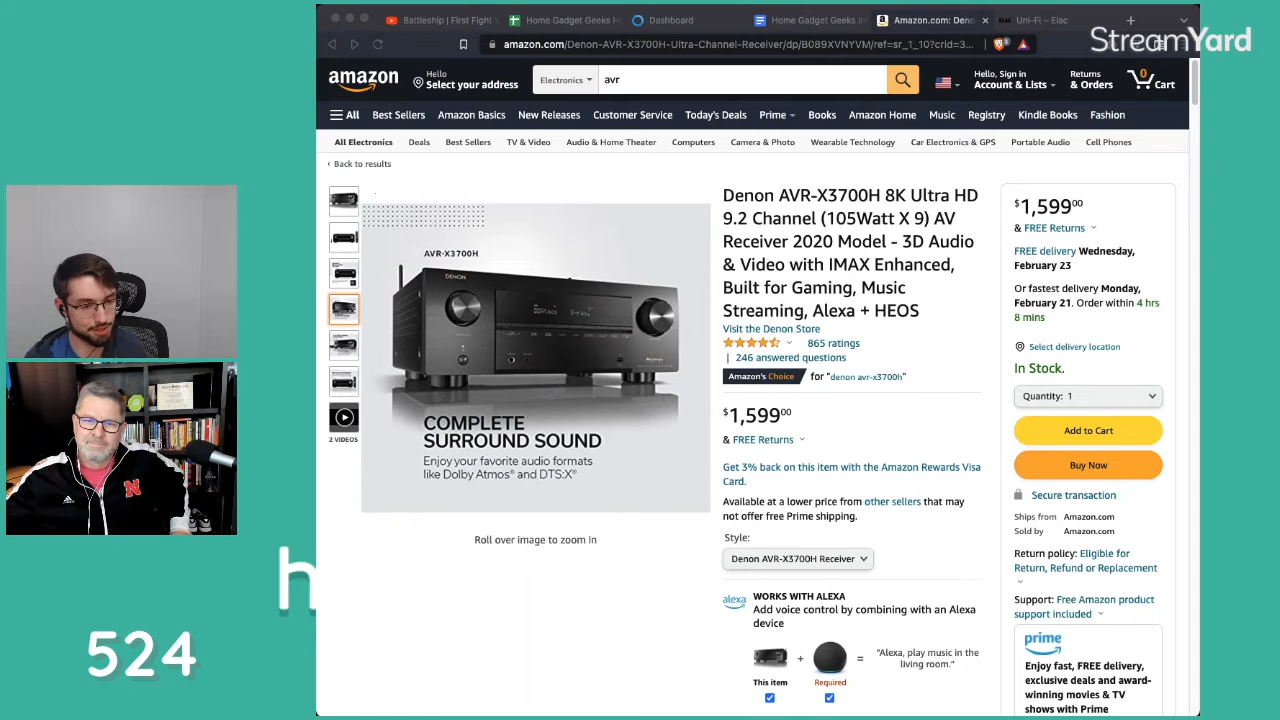 Battleship | First Fight
Home Gadget Geeks H
Dashboard
Home Gadget Geeks In
Amazon.com: Deno
Uni-Fi – Elac
StreamYard
amazon.com/Denon-AVR-X3700H-Ultra-Channel-Receiver/dp/B089XVNYVM/ref=sr_1_10?crid=3...
amazon
Hello
Select your address
Electronics
avr
Hello, Sign in
Account & Lists
Returns
& Orders
0
Cart
All
Best Sellers
Amazon Basics
New Releases
Customer Service
Today's Deals
Prime
Books
Amazon Home
Music
Registry
Kindle Books
Fashion
All Electronics
Deals
Best Sellers
TV & Video
Audio & Home Theater
Computers
Camera & Photo
Wearable Technology
Car Electronics & GPS
Portable Audio
Cell Phones
‹ Back to results
AVR-X3700H
DENON
COMPLETE
SURROUND SOUND
Enjoy your favorite audio formats
like Dolby Atmos® and DTS:X®
2 VIDEOS
Roll over image to zoom in
Denon AVR-X3700H 8K Ultra HD
9.2 Channel (105Watt X 9) AV
Receiver 2020 Model - 3D Audio
& Video with IMAX Enhanced,
Built for Gaming, Music
Streaming, Alexa + HEOS
Visit the Denon Store
865 ratings
| 246 answered questions
Amazon's Choice for "denon avr-x3700h"
$1,59900
& FREE Returns
Get 3% back on this item with the Amazon Rewards Visa
Card.
Available at a lower price from other sellers that may
not offer free Prime shipping.
Style:
Denon AVR-X3700H Receiver
alexa
WORKS WITH ALEXA
Add voice control by combining with an Alexa
device
+
=
"Alexa, play music in the
living room."
This item
Required
$1,59900
& FREE Returns
FREE delivery Wednesday,
February 23
Or fastest delivery Monday,
February 21. Order within 4 hrs
8 mins
Select delivery location
In Stock.
Quantity: 1
Add to Cart
Buy Now
Secure transaction
Ships from Amazon.com
Sold by Amazon.com
Return policy: Eligible for
Return, Refund or Replacement
Support: Free Amazon product
support included
prime
Enjoy fast, FREE delivery,
exclusive deals and award-
winning movies & TV
shows with Prime
N
h
524